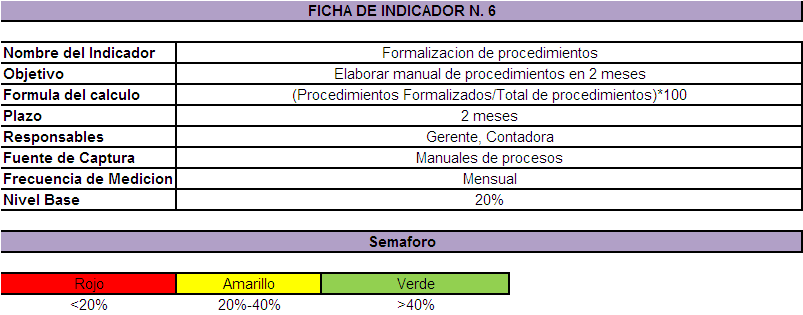 FICHA DE INDICADOR N. 6
Nombre del Indicador Formalizacion de procedimientos
Objetivo Elaborar manual de procedimientos en 2 meses
Formula del calculo (Procedimientos Formalizados/Total de procedimientos)*100
Plazo 2 meses
Responsables Gerente, Contadora
Fuente de Captura Manuales de procesos
Frecuencia de Medicion Mensual
Nivel Base 20%
Semaforo
Rojo Amarillo Verde
<20% 20%-40% >40%